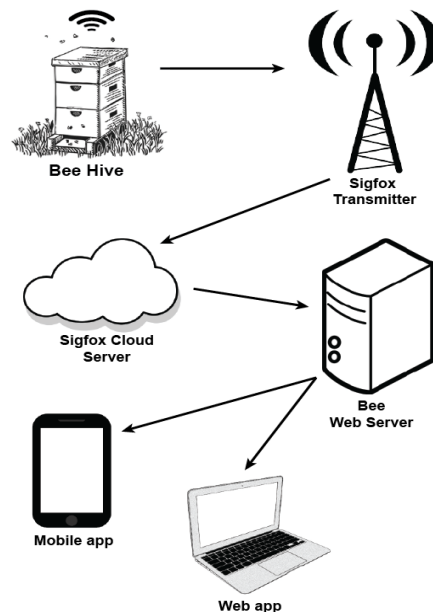 Bee Hive
Sigfox
Transmitter
Sigfox Cloud
Server
Bee
Web Server
Mobile app
Web app